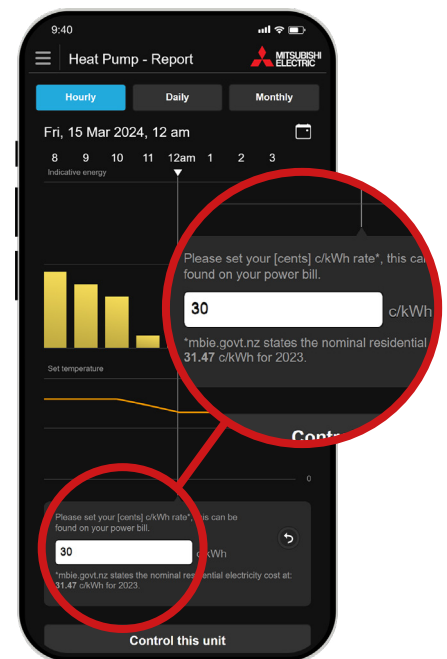 9:40
Heat Pump - Report
MITSUBISHI
ELECTRIC
Hourly Daily Monthly
Fri, 15 Mar 2024, 12 am
8 9 10 11 12am 1 2 3
Indicative energy
Please set your [cents] c/kWh rate*, this can
found on your power bill.
30 c/kWh
*mbie.govt.nz states the nominal residential
31.47 c/kWh for 2023.
Set temperature
Contr
0
Please set your [cents] c/kWh rate*, this can be
found on your power bill.
30 c/kWh
*mbie.govt.nz states the nominal residential electricity cost at:
31.47 c/kWh for 2023.
Control this unit